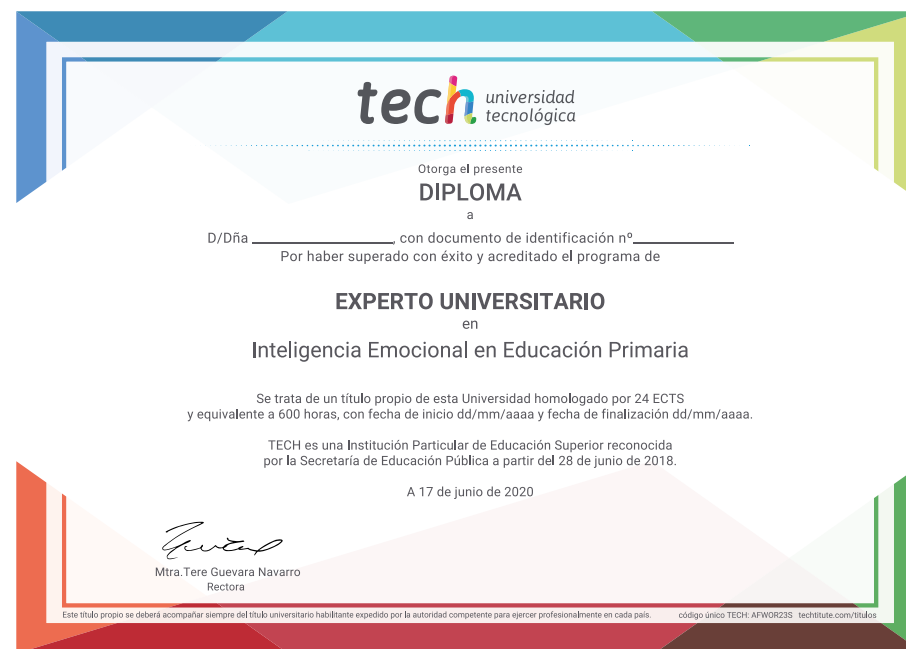 tech universidad
tecnológica
Otorga el presente
DIPLOMA
a
D/Dña ____________, con documento de identificación nº____________
Por haber superado con éxito y acreditado el programa de
EXPERTO UNIVERSITARIO
en
Inteligencia Emocional en Educación Primaria
Se trata de un título propio de esta Universidad homologado por 24 ECTS
y equivalente a 600 horas, con fecha de inicio dd/mm/aaaa y fecha de finalización dd/mm/aaaa.
TECH es una Institución Particular de Educación Superior reconocida
por la Secretaría de Educación Pública a partir del 28 de junio de 2018.
A 17 de junio de 2020
Mtra.Tere Guevara Navarro
Rectora
Este título propio se deberá acompañar siempre del título universitario habilitante expedido por la autoridad competente para ejercer profesionalmente en cada país. código único TECH: AFWOR23S techtitute.com/titulos